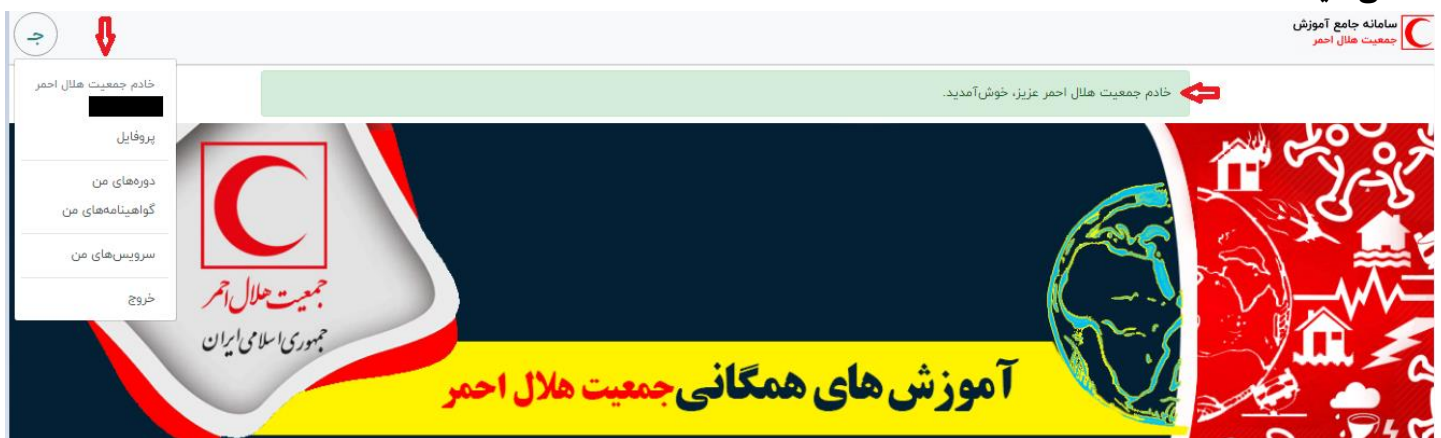 سامانه جامع آموزش
جمعیت هلال احمر
جـ
خادم جمعیت هلال احمر
پروفایل
دوره‌های من
گواهینامه‌های من
سرویس‌های من
خروج
خادم جمعیت هلال احمر عزیز، خوش‌آمدید.
جمعیت هلال احمر
جمهوری اسلامی ایران
آموزش های همگانی جمعیت هلال احمر